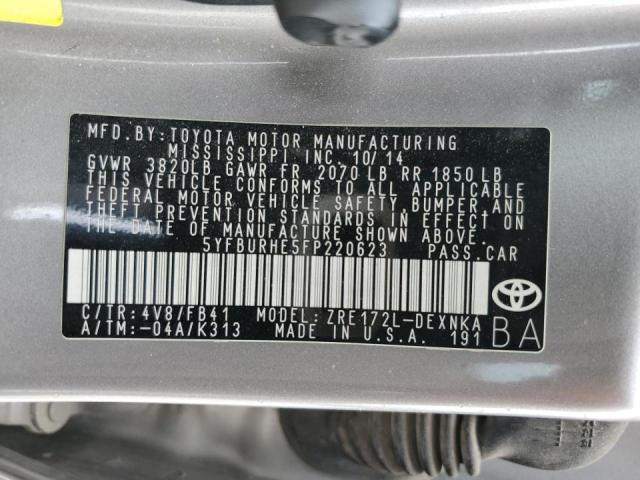 MFD.BY:TOYOTA MOTOR MANUFACTURING
MISSISSIPPI INC. 10/14
GVWR 3820LB GAWR FR 2070 LB RR 1850 LB
THIS VEHICLE CONFORMS TO ALL APPLICABLE
FEDERAL MOTOR VEHICLE SAFETY, BUMPER, AND
THEFT PREVENTION STANDARDS IN EFFECT ON
THE DATE OF MANUFACTURE SHOWN ABOVE.
5YFBURHE5FP220623 PASS.CAR
C/TR: 4V8/FB41 MODEL: ZRE172L-DEXNKA
A/TM: -04A/K313 MADE IN U.S.A. 191
BA